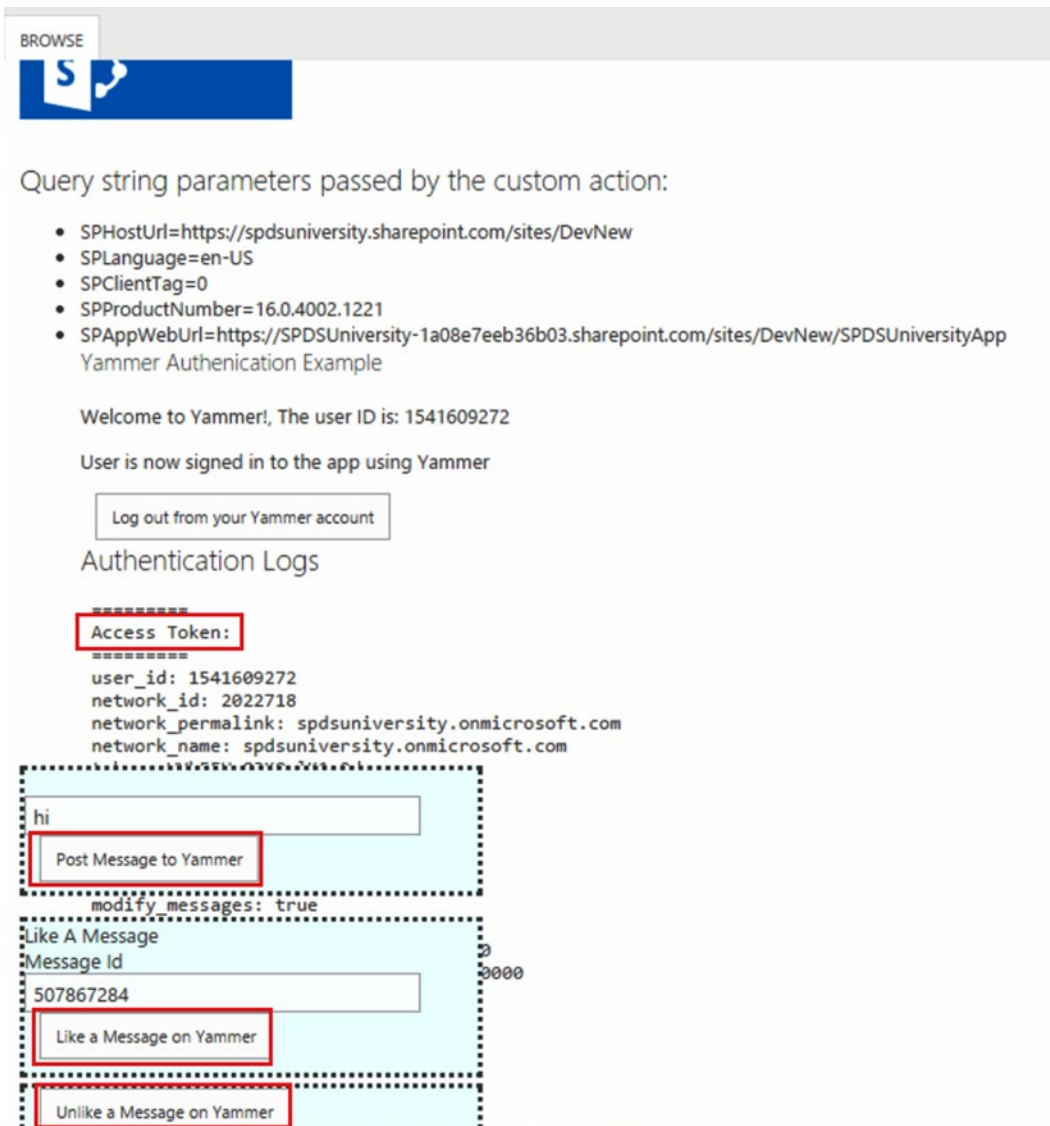 BROWSE
S
Query string parameters passed by the custom action:
• SPHostUrl=https://spdsuniversity.sharepoint.com/sites/DevNew
• SPLanguage=en-US
• SPClientTag=0
• SPProductNumber=16.0.4002.1221
• SPAppWebUrl=https://SPDSUniversity-1a08e7eeb36b03.sharepoint.com/sites/DevNew/SPDSUniversityApp
Yammer Authenication Example
Welcome to Yammer!, The user ID is: 1541609272
User is now signed in to the app using Yammer
Log out from your Yammer account
Authentication Logs
=========
Access Token:
=========
user_id: 1541609272
network_id: 2022718
network_permalink: spdsuniversity.onmicrosoft.com
network_name: spdsuniversity.onmicrosoft.com
hi
Post Message to Yammer
modify_messages: true
Like A Message
Message Id
0000
507867284
Like a Message on Yammer
Unlike a Message on Yammer